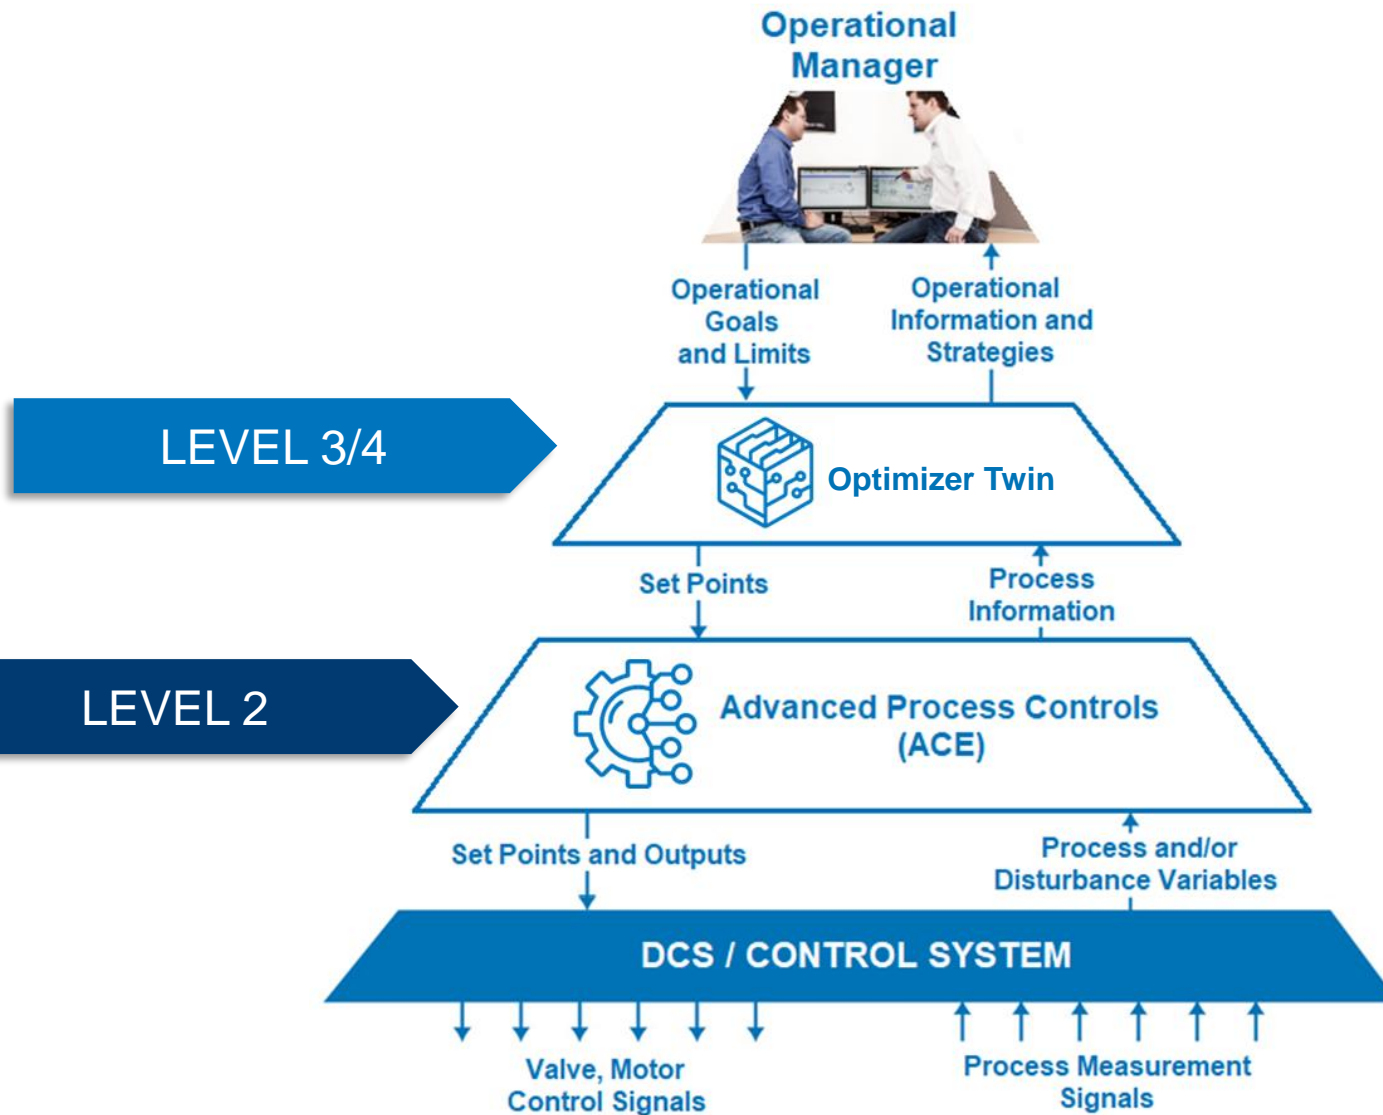 Operational
Manager
Operational
Goals
and Limits
Operational
Information and
Strategies
LEVEL 3/4
Optimizer Twin
Set Points
Process
Information
LEVEL 2
Advanced Process Controls
(ACE)
Set Points and Outputs
Process and/or
Disturbance Variables
DCS / CONTROL SYSTEM
Valve, Motor
Control Signals
Process Measurement
Signals